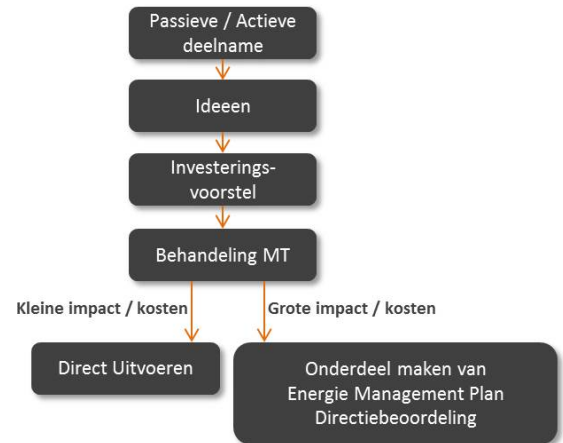 Passieve / Actieve
deelname
Ideeen
Investerings-
voorstel
Behandeling MT
Kleine impact / kosten
Grote impact / kosten
Direct Uitvoeren
Onderdeel maken van
Energie Management Plan
Directiebeoordeling